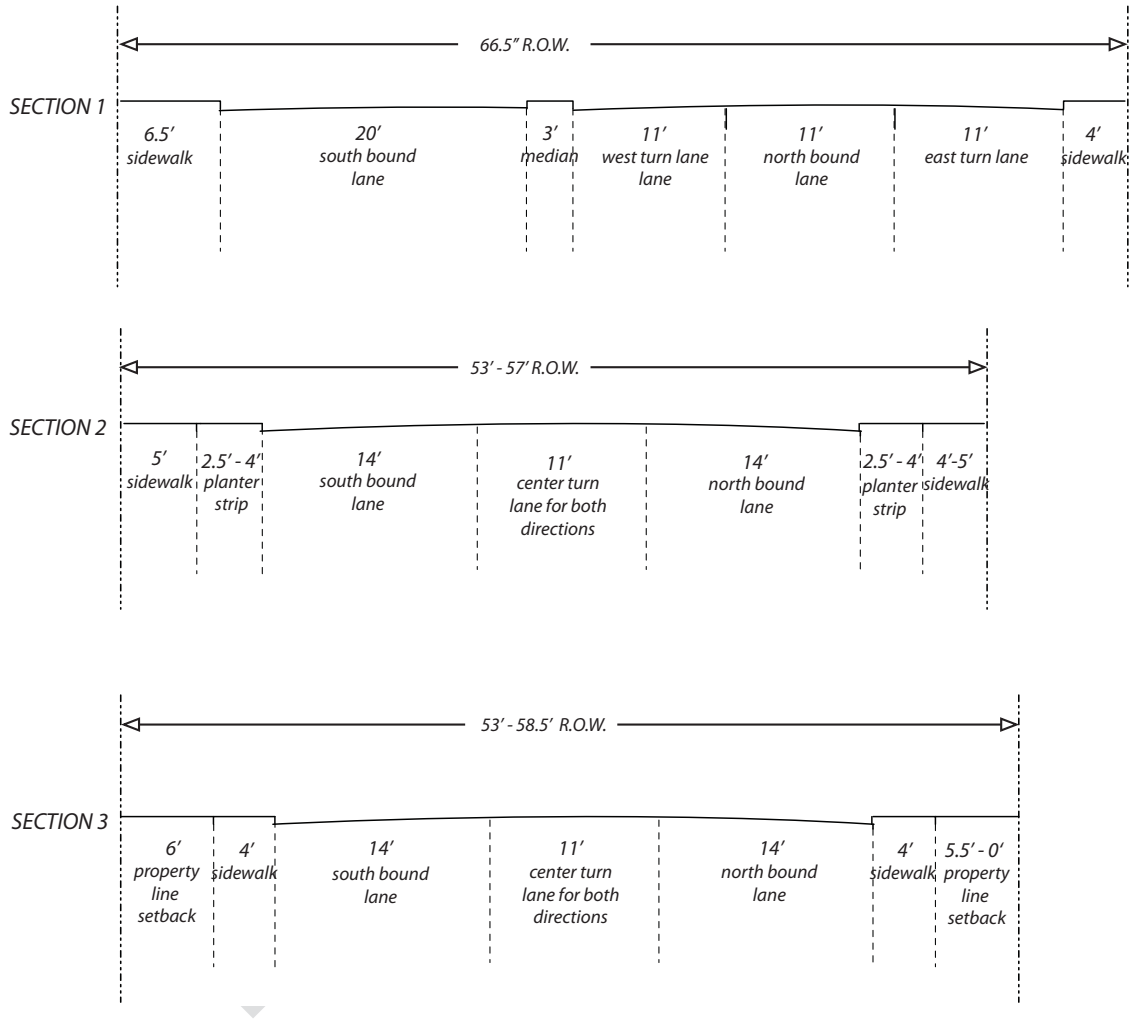 66.5″ R.O.W.
SECTION 1
6.5′
sidewalk
20′
south bound
lane
3′
median
11′
west turn lane
lane
11′
north bound
lane
11′
east turn lane
4′
sidewalk
53′ - 57′ R.O.W.
SECTION 2
5′
sidewalk
2.5′ - 4′
planter
strip
14′
south bound
lane
11′
center turn
lane for both
directions
14′
north bound
lane
2.5′ - 4′
planter
strip
4′-5′
sidewalk
53′ - 58.5′ R.O.W.
SECTION 3
6′
property
line
setback
4′
sidewalk
14′
south bound
lane
11′
center turn
lane for both
directions
14′
north bound
lane
4′
sidewalk
5.5′ - 0‘
property
line
setback